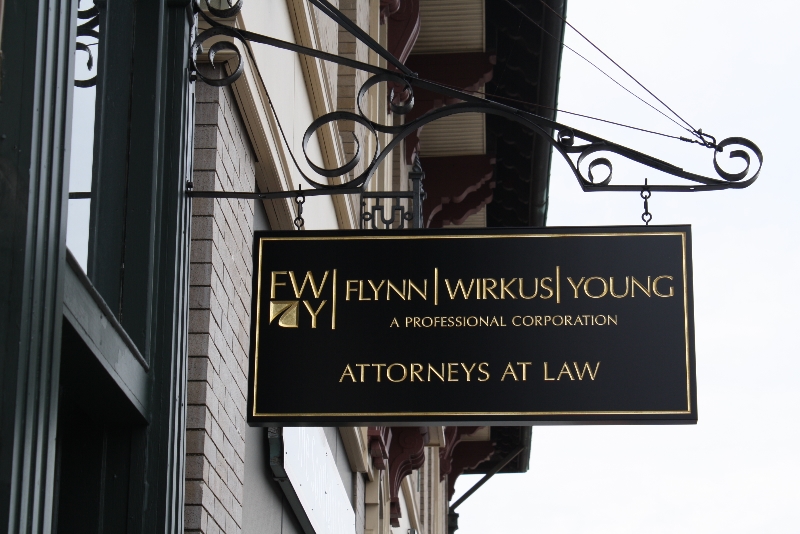 FW
Y
FLYNN|WIRKUS|YOUNG
A PROFESSIONAL CORPORATION
ATTORNEYS AT LAW